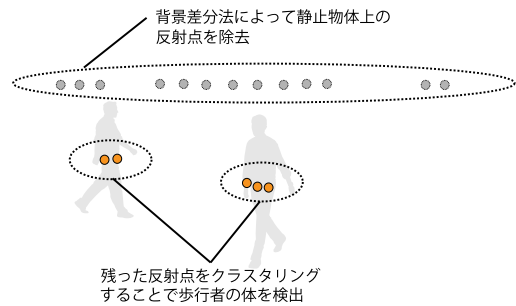 背景差分法によって静止物体上の
反射点を除去
残った反射点をクラスタリング
することで歩行者の体を検出